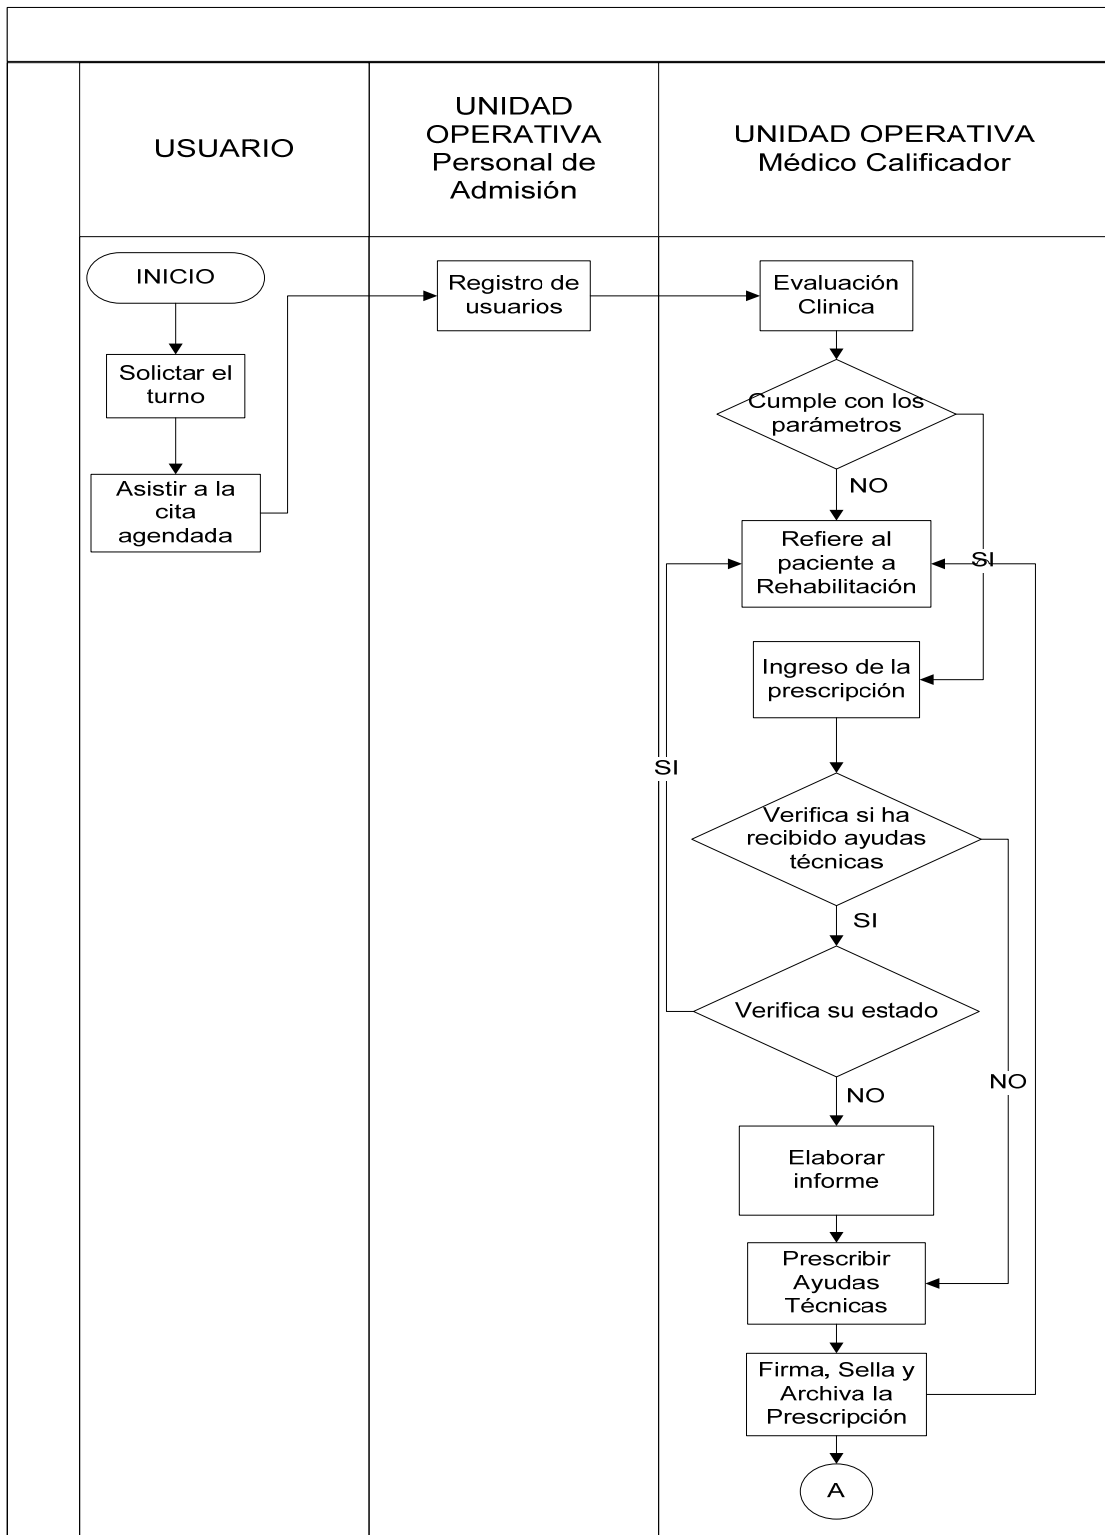 USUARIO
UNIDAD
OPERATIVA
Personal de
Admisión
UNIDAD OPERATIVA
Médico Calificador
INICIO
Solictar el
turno
Asistir a la
cita
agendada
Registro de
usuarios
Evaluación
Clinica
Cumple con los
parámetros
NO
SI
Refiere al
paciente a
Rehabilitación
Ingreso de la
prescripción
SI
Verifica si ha
recibido ayudas
técnicas
SI
NO
Verifica su estado
NO
Elaborar
informe
Prescribir
Ayudas
Técnicas
Firma, Sella y
Archiva la
Prescripción
A